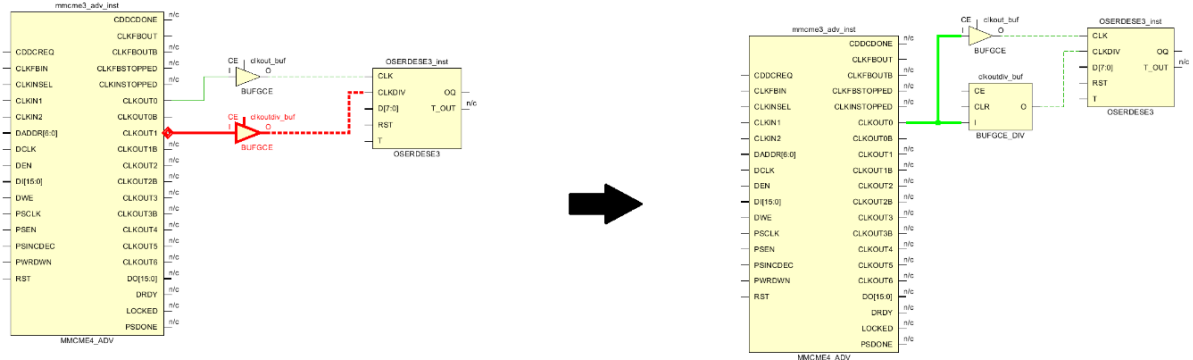 mmcme3_adv_inst
CDDCDONE n/c
CLKFBOUT
CDDCREQ CLKFBOUTB n/c
CLKFBIN CLKFBSTOPPED n/c
CLKINSEL CLKINSTOPPED n/c
CLKIN1 CLKOUT0
CLKIN2 CLKOUT0B n/c
DADDR[6:0] CLKOUT1
DCLK CLKOUT1B n/c
DEN CLKOUT2 n/c
DI[15:0] CLKOUT2B n/c
DWE CLKOUT3 n/c
PSCLK CLKOUT3B n/c
PSEN CLKOUT4 n/c
PSINCDEC CLKOUT5 n/c
PWRDWN CLKOUT6 n/c
RST DO[15:0] n/c
DRDY n/c
LOCKED n/c
PSDONE n/c
MMCME4_ADV
CE clkout_buf
I O
BUFGCE
CE clkoutdiv_buf
I O
BUFGCE
OSERDESE3_inst
CLK
CLKDIV OQ
D[7:0] T_OUT n/c
RST
T
OSERDESE3
mmcme3_adv_inst
CDDCDONE n/c
CLKFBOUT
CDDCREQ CLKFBOUTB n/c
CLKFBIN CLKFBSTOPPED n/c
CLKINSEL CLKINSTOPPED n/c
CLKIN1 CLKOUT0
CLKIN2 CLKOUT0B n/c
DADDR[6:0] CLKOUT1 n/c
DCLK CLKOUT1B n/c
DEN CLKOUT2 n/c
DI[15:0] CLKOUT2B n/c
DWE CLKOUT3 n/c
PSCLK CLKOUT3B n/c
PSEN CLKOUT4 n/c
PSINCDEC CLKOUT5 n/c
PWRDWN CLKOUT6 n/c
RST DO[15:0] n/c
DRDY n/c
LOCKED n/c
PSDONE n/c
MMCME4_ADV
CE clkout_buf
I O
BUFGCE
clkoutdiv_buf
CE
CLR O
I
BUFGCE_DIV
OSERDESE3_inst
CLK
CLKDIV OQ
D[7:0] T_OUT n/c
RST
T
OSERDESE3